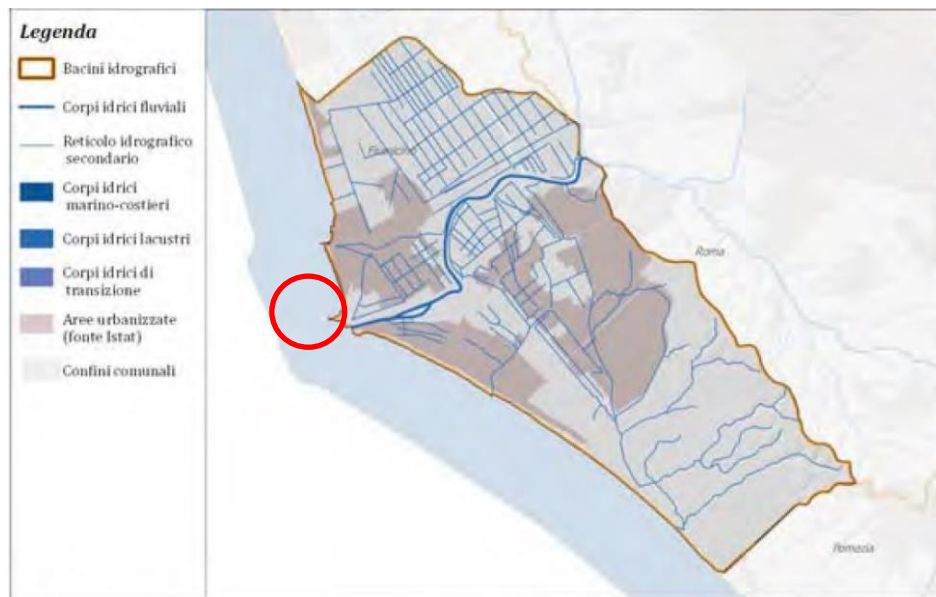 Legenda
Bacini idrografici
Corpi idrici fluviali
Reticolo idrografico
secondario
Corpi idrici
marino-costieri
Corpi idrici lacustri
Corpi idrici di
transizione
Aree urbanizzate
(fonte Istat)
Confini comunali
Fiumicino
Roma
Pomezia